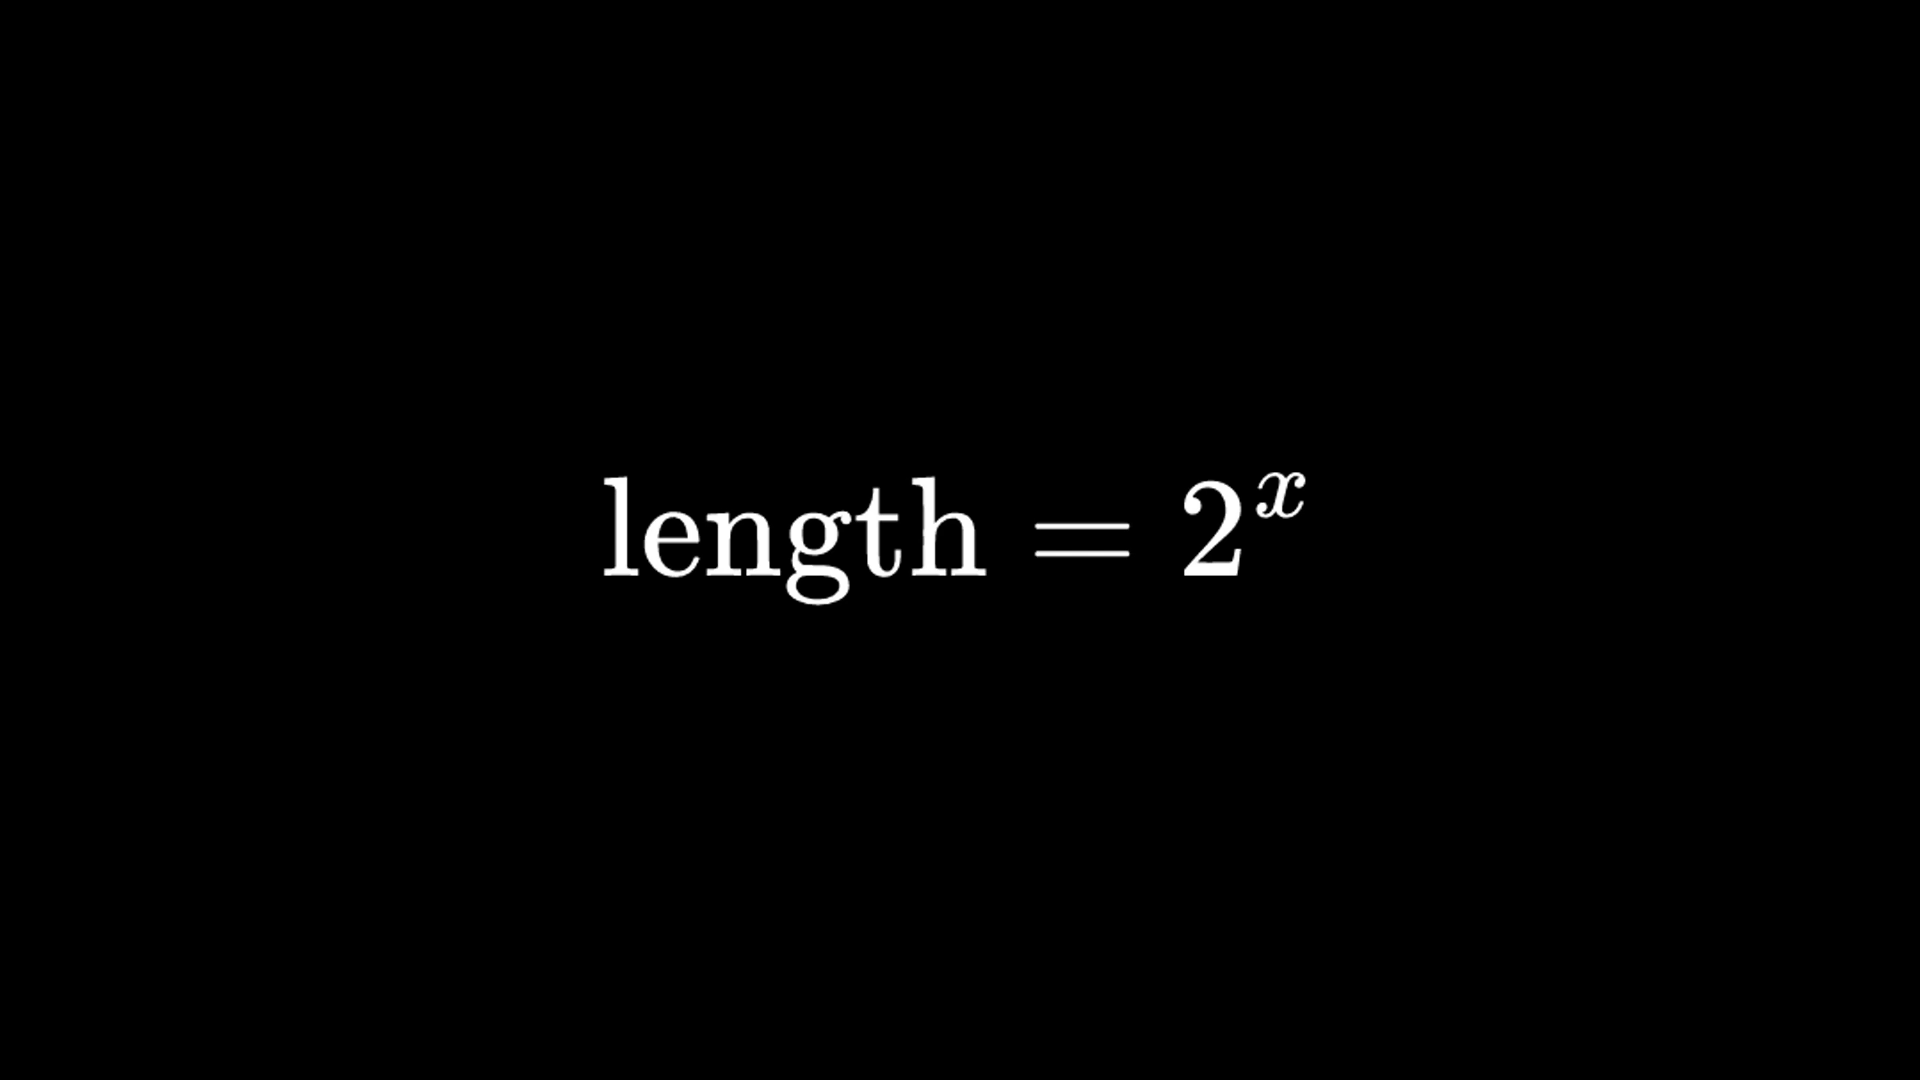 length = 2^x